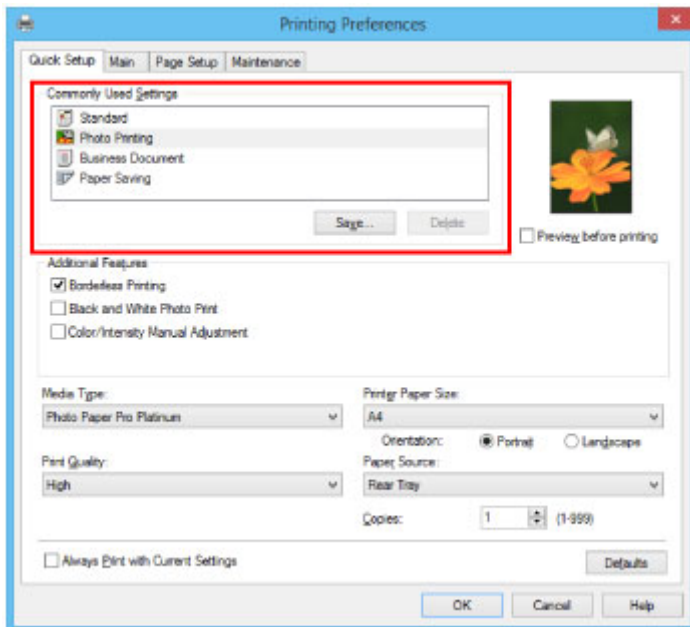 Printing Preferences
Quick Setup Main Page Setup Maintenance
Commonly Used Settings
Standard
Photo Printing
Business Document
Paper Saving
Save... Delete
Preview before printing
Additional Features
Borderless Printing
Black and White Photo Print
Color/Intensity Manual Adjustment
Media Type: Printer Paper Size:
Photo Paper Pro Platinum A4
Orientation: Portrait Landscape
Print Quality: Paper Source:
High Rear Tray
Copies: 1 (1-999)
Always Print with Current Settings Defaults
OK Cancel Help